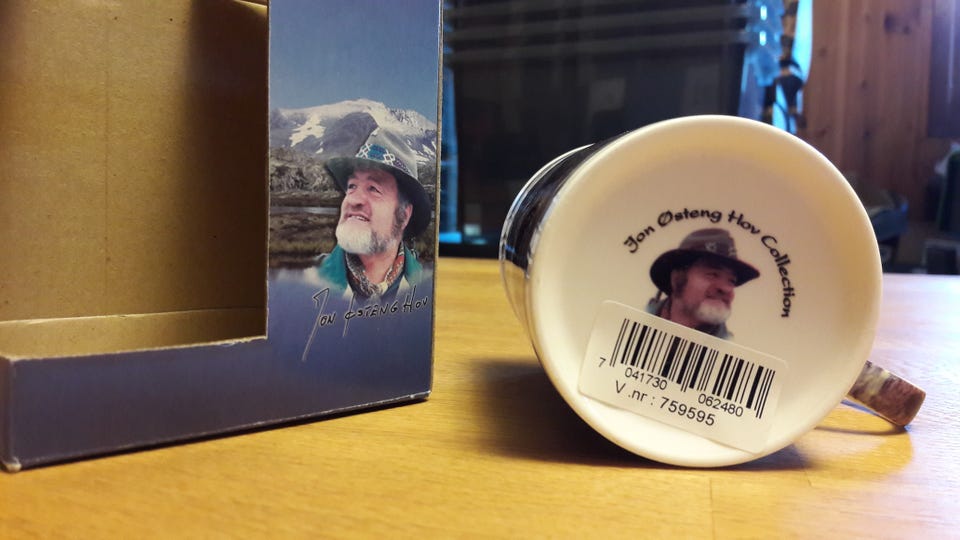 Jon Østeng Hov
Jon Østeng Hov Collection
7 041730 062480
V.nr: 759595